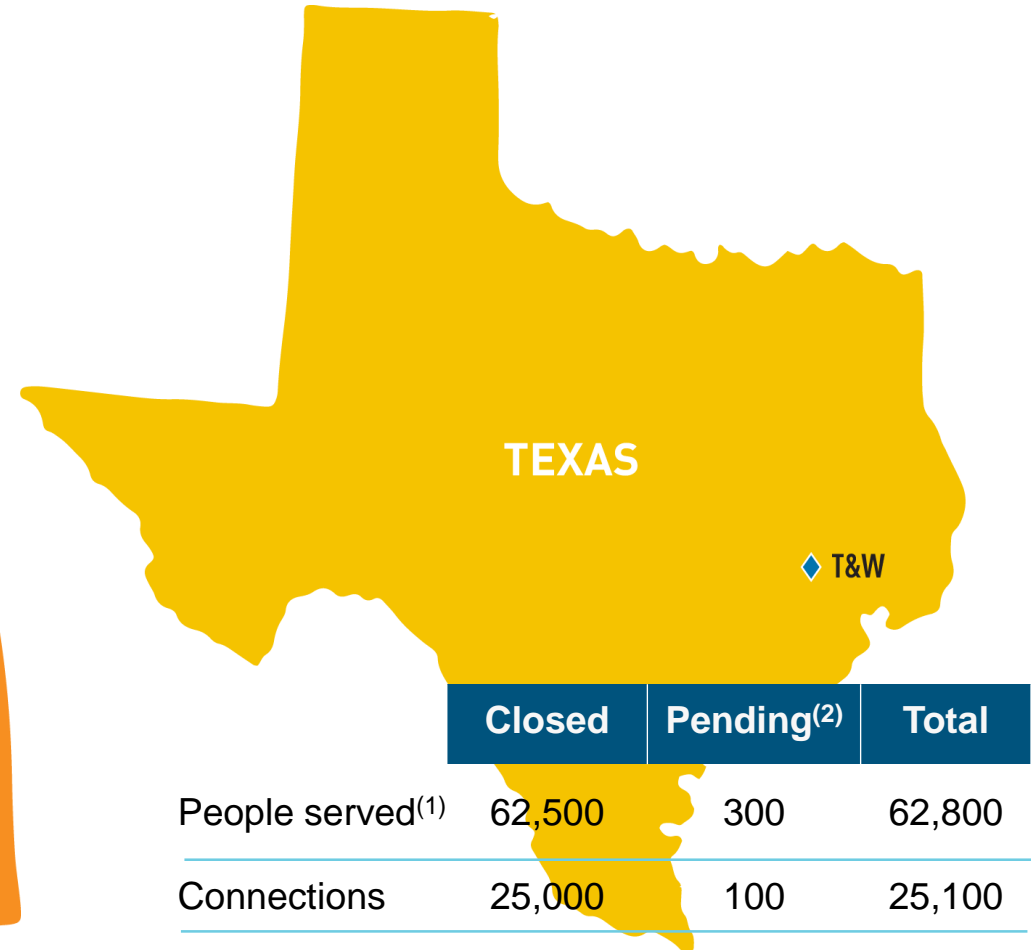 TEXAS
T&W
Closed Pending(2) Total
People served(1) 62,500 300 62,800
Connections 25,000 100 25,100